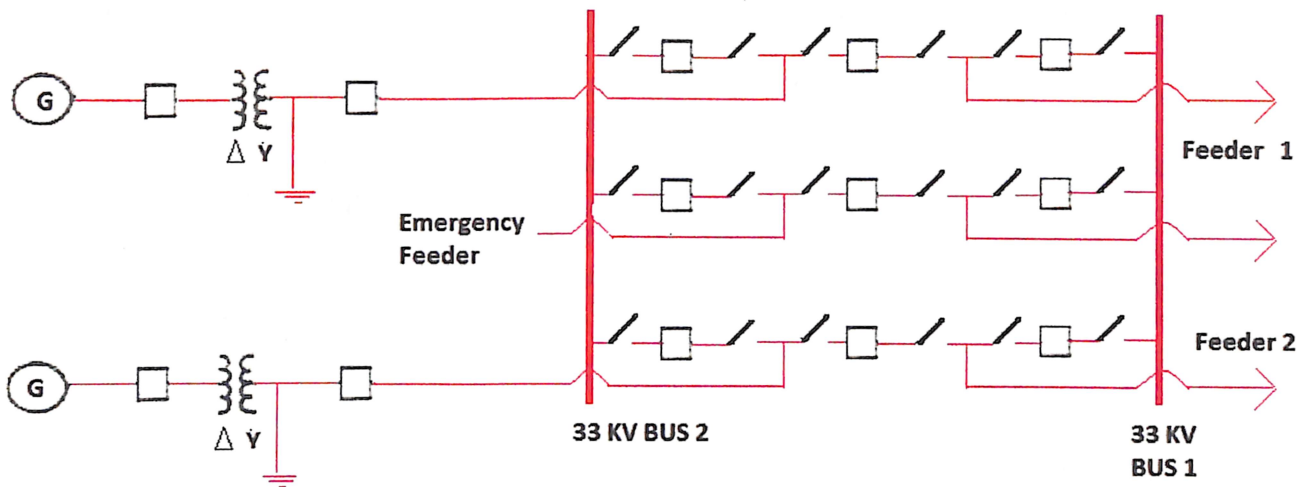 G
Δ Y
Feeder 1
Emergency
Feeder
Feeder 2
G
Δ Y
33 KV BUS 2
33 KV
BUS 1